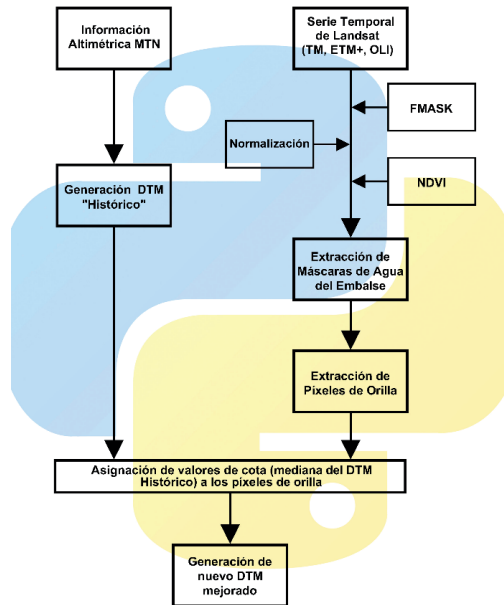 Información
Altimétrica MTN
Serie Temporal
de Landsat
(TM, ETM+, OLI)
FMASK
Normalización
NDVI
Generación DTM
"Histórico"
Extracción de
Máscaras de Agua
del Embalse
Extracción de
Pixeles de Orilla
Asignación de valores de cota (mediana del DTM
Histórico) a los pixeles de orilla
Generación de
nuevo DTM
mejorado